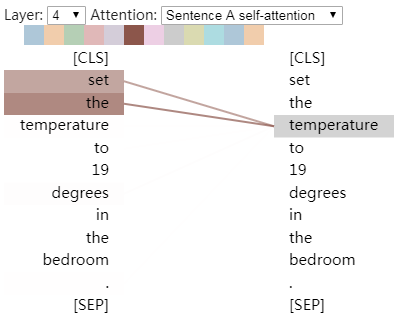 Layer: 4 Attention: Sentence A self-attention
[CLS] [CLS]
set set
the the
temperature temperature
to to
19 19
degrees degrees
in in
the the
bedroom bedroom
. .
[SEP] [SEP]